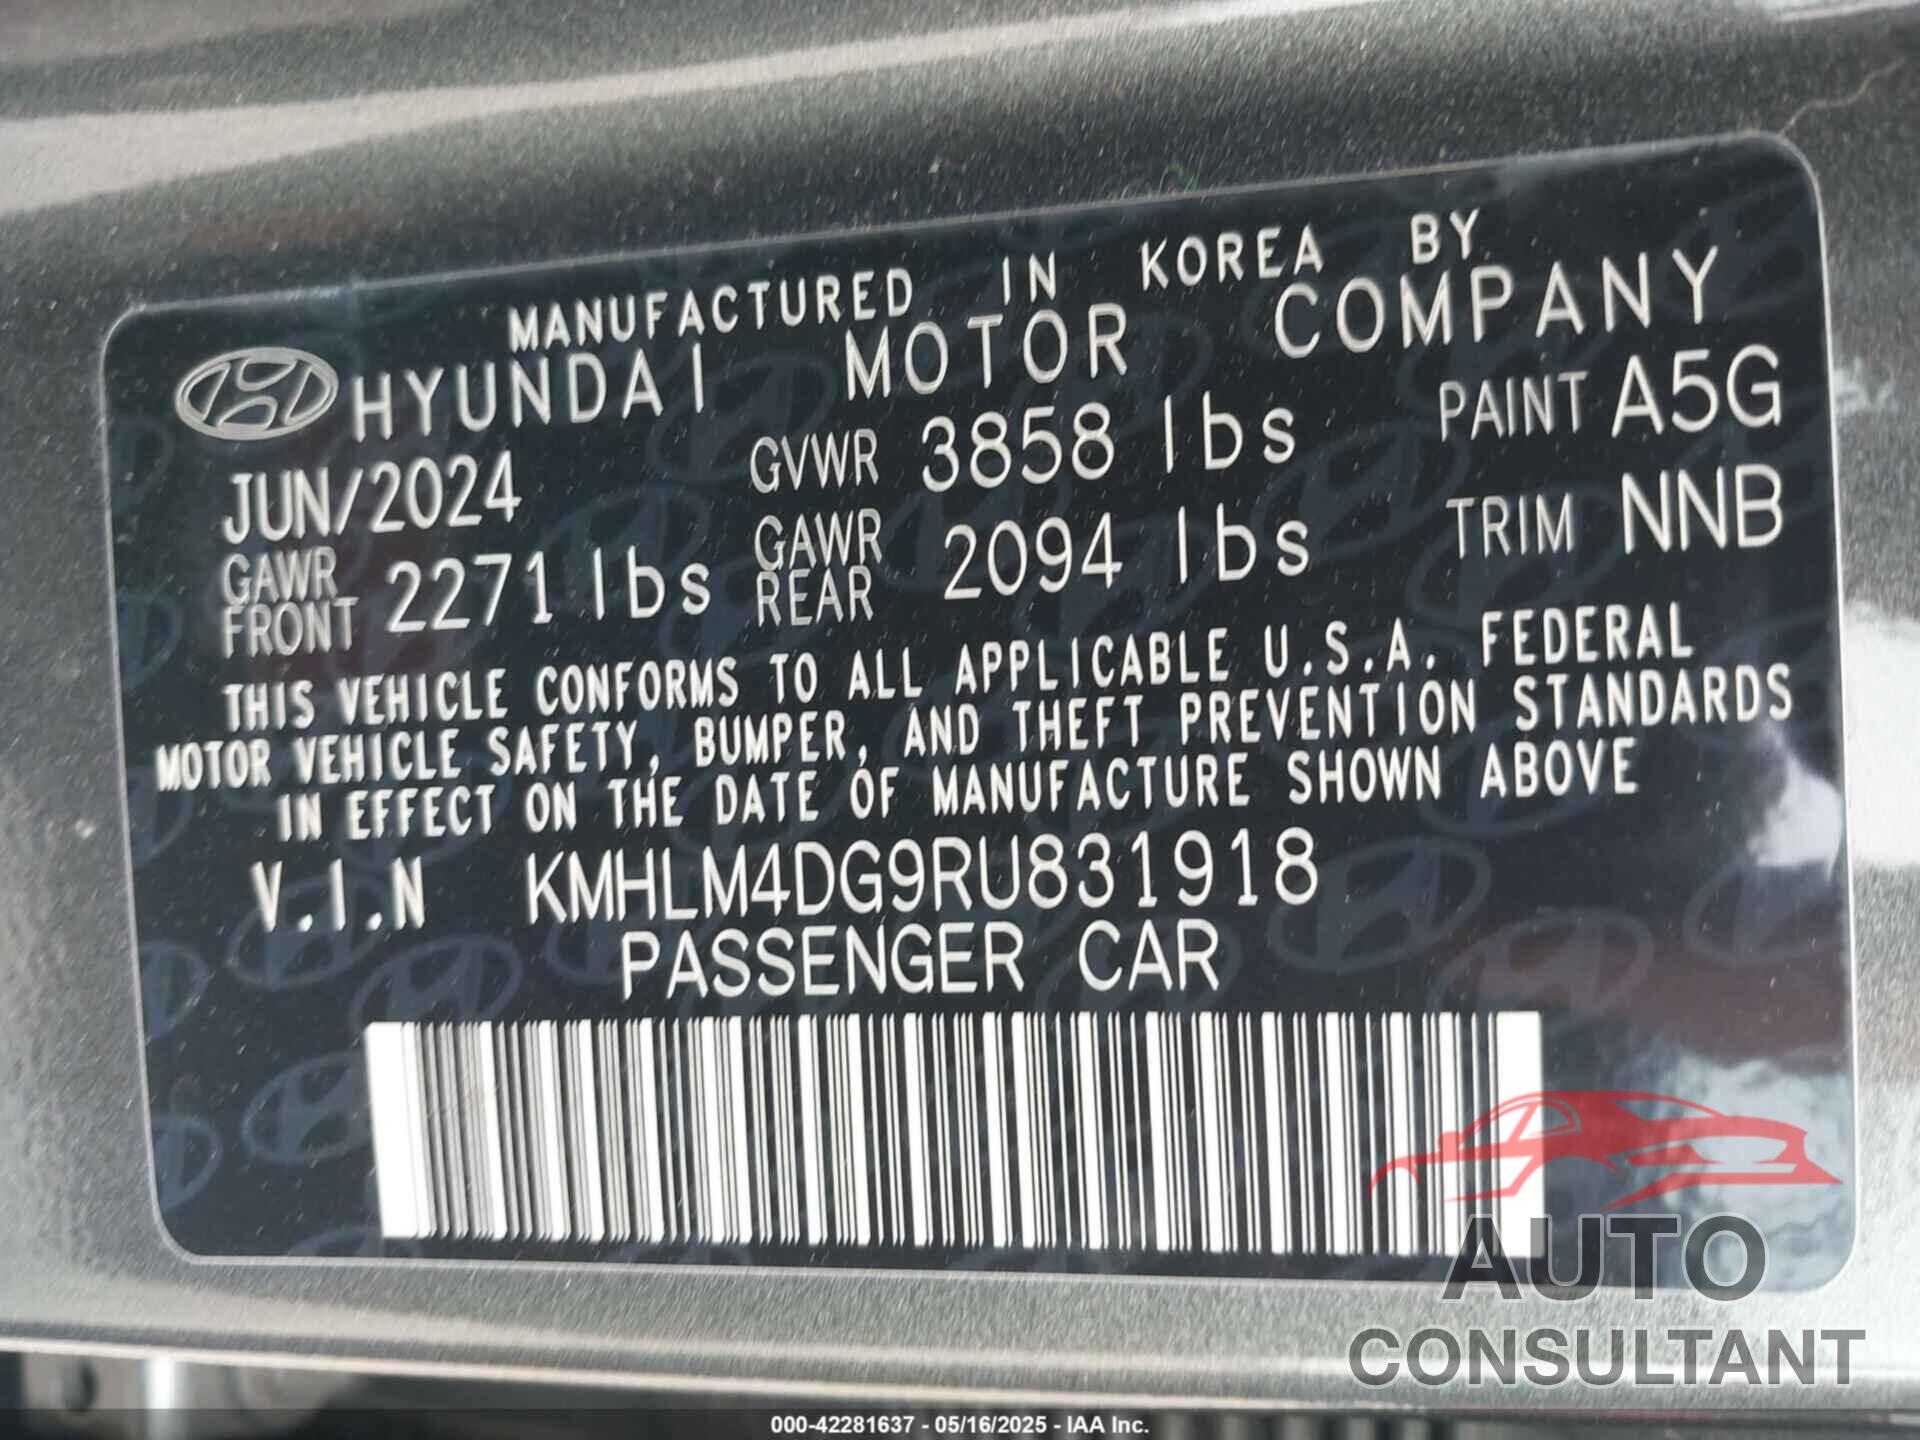 MANUFACTURED IN KOREA BY
HYUNDAI MOTOR COMPANY
JUN/2024 GVWR 3858 lbs PAINT A5G
GAWR FRONT 2271 lbs GAWR REAR 2094 lbs TRIM NNB
THIS VEHICLE CONFORMS TO ALL APPLICABLE U.S.A. FEDERAL
MOTOR VEHICLE SAFETY, BUMPER, AND THEFT PREVENTION STANDARDS
IN EFFECT ON THE DATE OF MANUFACTURE SHOWN ABOVE
V.I.N KMHLM4DG9RU831918
PASSENGER CAR
AUTO
CONSULTANT
000-42281637 - 05/16/2025 - IAA Inc.